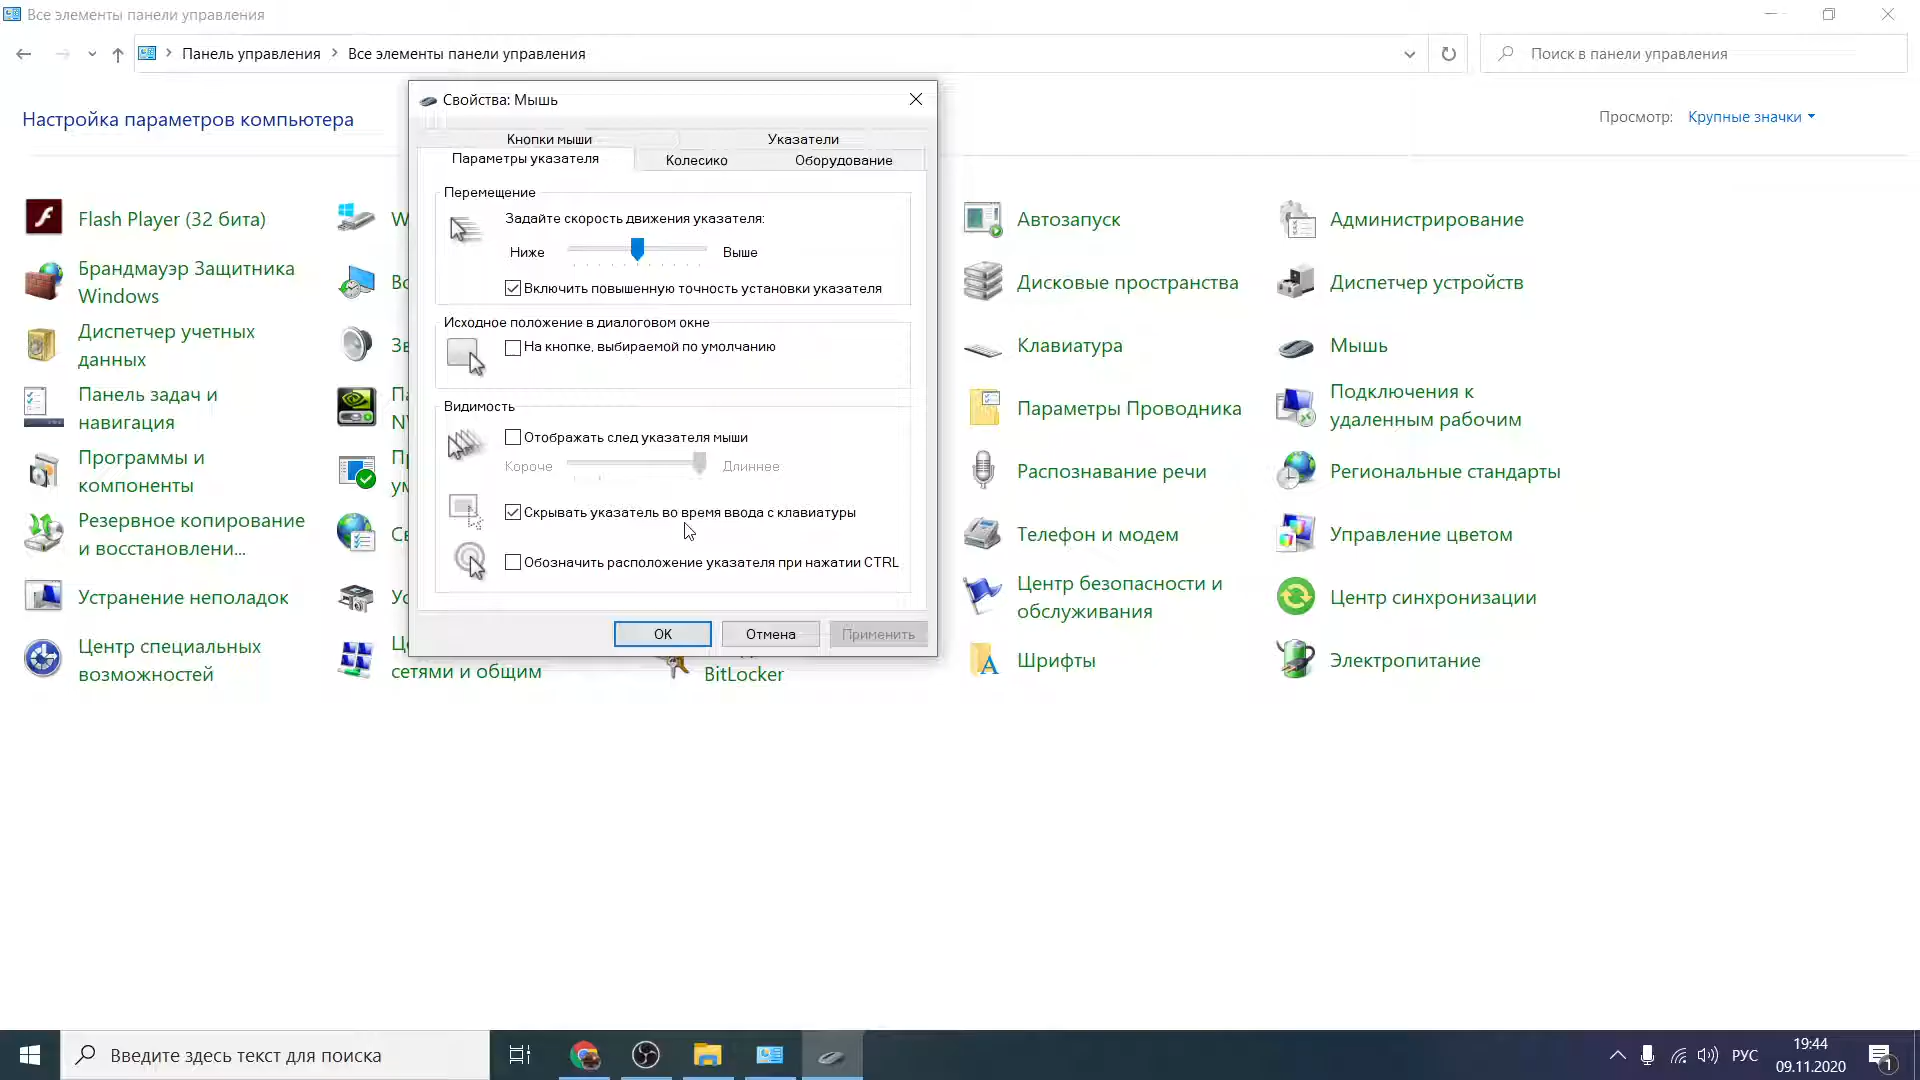 Все элементы панели управления
Панель управления
Все элементы панели управления
Поиск в панели управления
Настройка параметров компьютера
Просмотр:
Крупные значки
Свойства: Мышь
Кнопки мыши
Указатели
Параметры указателя
Колесико
Оборудование
Перемещение
Задайте скорость движения указателя:
Ниже
Выше
Включить повышенную точность установки указателя
Исходное положение в диалоговом окне
На кнопке, выбираемой по умолчанию
Видимость
Отображать след указателя мыши
Короче
Длиннее
Скрывать указатель во время ввода с клавиатуры
Обозначить расположение указателя при нажатии CTRL
OK
Отмена
Применить
Flash Player (32 бита)
Автозапуск
Администрирование
Брандмауэр Защитника
Windows
Дисковые пространства
Диспетчер устройств
Диспетчер учетных
данных
Клавиатура
Мышь
Панель задач и
навигация
Параметры Проводника
Подключения к
удаленным рабочим
Программы и
компоненты
Распознавание речи
Региональные стандарты
Резервное копирование
и восстановлени...
Телефон и модем
Управление цветом
Устранение неполадок
Центр безопасности и
обслуживания
Центр синхронизации
Центр специальных
возможностей
сетями и общим
BitLocker
Шрифты
Электропитание
Введите здесь текст для поиска
РУС
19:44
09.11.2020
1